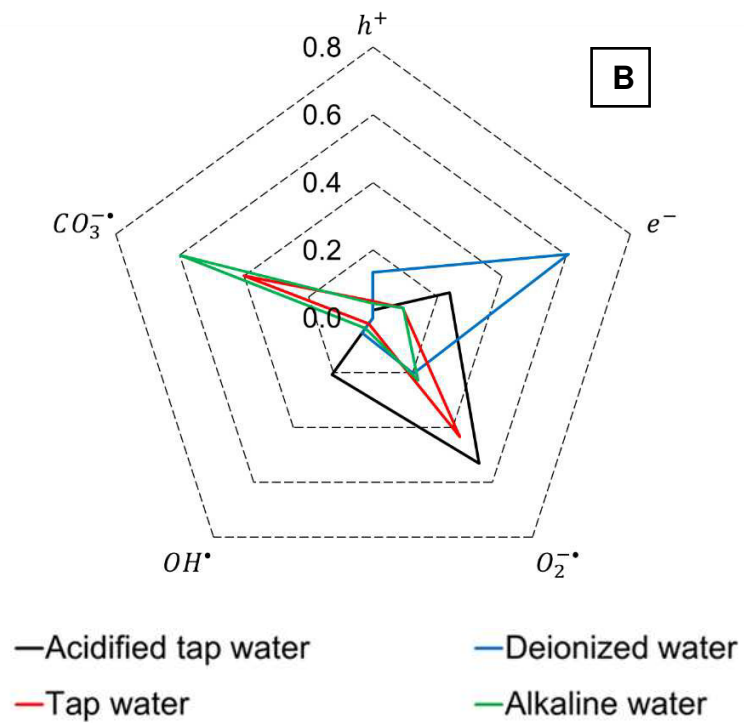 h⁺
0.8
B
0.6
0.4
CO₃⁻•
e⁻
0.2
0.0
OH•
O₂⁻•
Acidified tap water
Deionized water
Tap water
Alkaline water